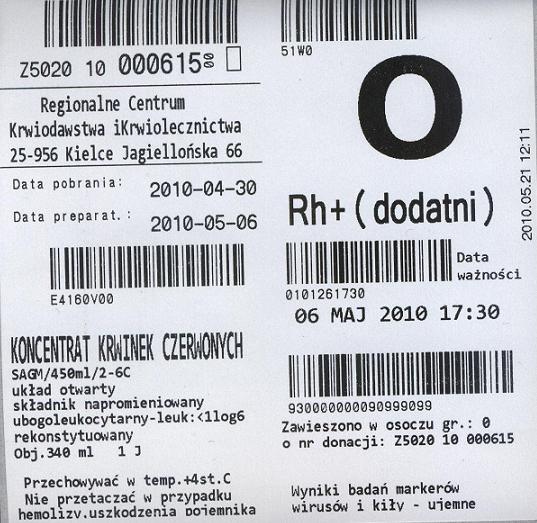 Z5020 10 000615 00
Regionalne Centrum
Krwiodawstwa iKrwiolecznictwa
25-956 Kielce Jagiellońska 66
Data pobrania: 2010-04-30
Data preparat.: 2010-05-06
E4160V00
KONCENTRAT KRWINEK CZERWONYCH
SAGM/450ml/2-6C
układ otwarty
składnik napromieniowany
ubogoleukocytarny-leuk:<1log6
rekonstytuowany
Obj.340 ml 1 J
Przechowywać w temp.+4st.C
Nie przetaczać w przypadku
hemolizy,uszkodzenia pojemnika
51W0
O
Rh+ (dodatni)
2010.05.21 12:11
Data
ważności
0101261730
06 MAJ 2010 17:30
930000000090999099
Zawieszono w osoczu gr.: 0
o nr donacji: Z5020 10 000615
Wyniki badań markerów
wirusów i kiły - ujemne